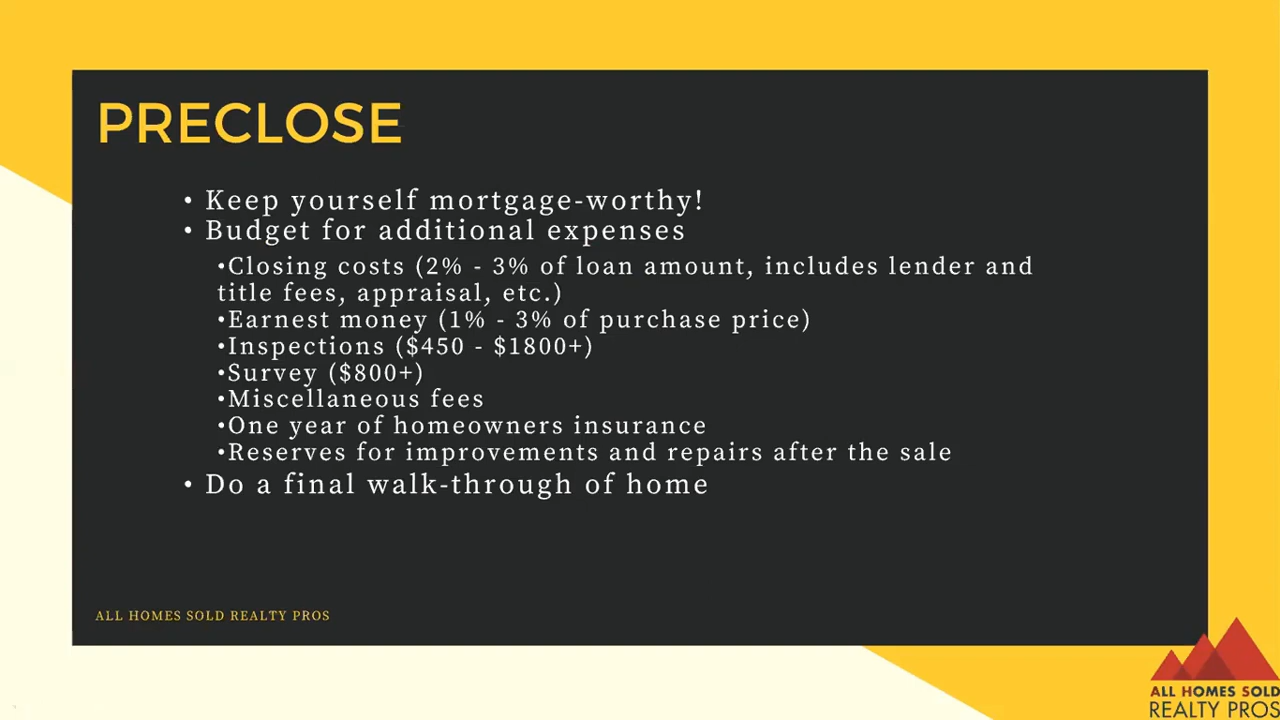 PRECLOSE
• Keep yourself mortgage-worthy!
• Budget for additional expenses
•Closing costs (2% - 3% of loan amount, includes lender and
title fees, appraisal, etc.)
•Earnest money (1% - 3% of purchase price)
•Inspections ($450 - $1800+)
•Survey ($800+)
•Miscellaneous fees
•One year of homeowners insurance
•Reserves for improvements and repairs after the sale
• Do a final walk-through of home
ALL HOMES SOLD REALTY PROS
ALL HOMES SOLD
REALTY PROS